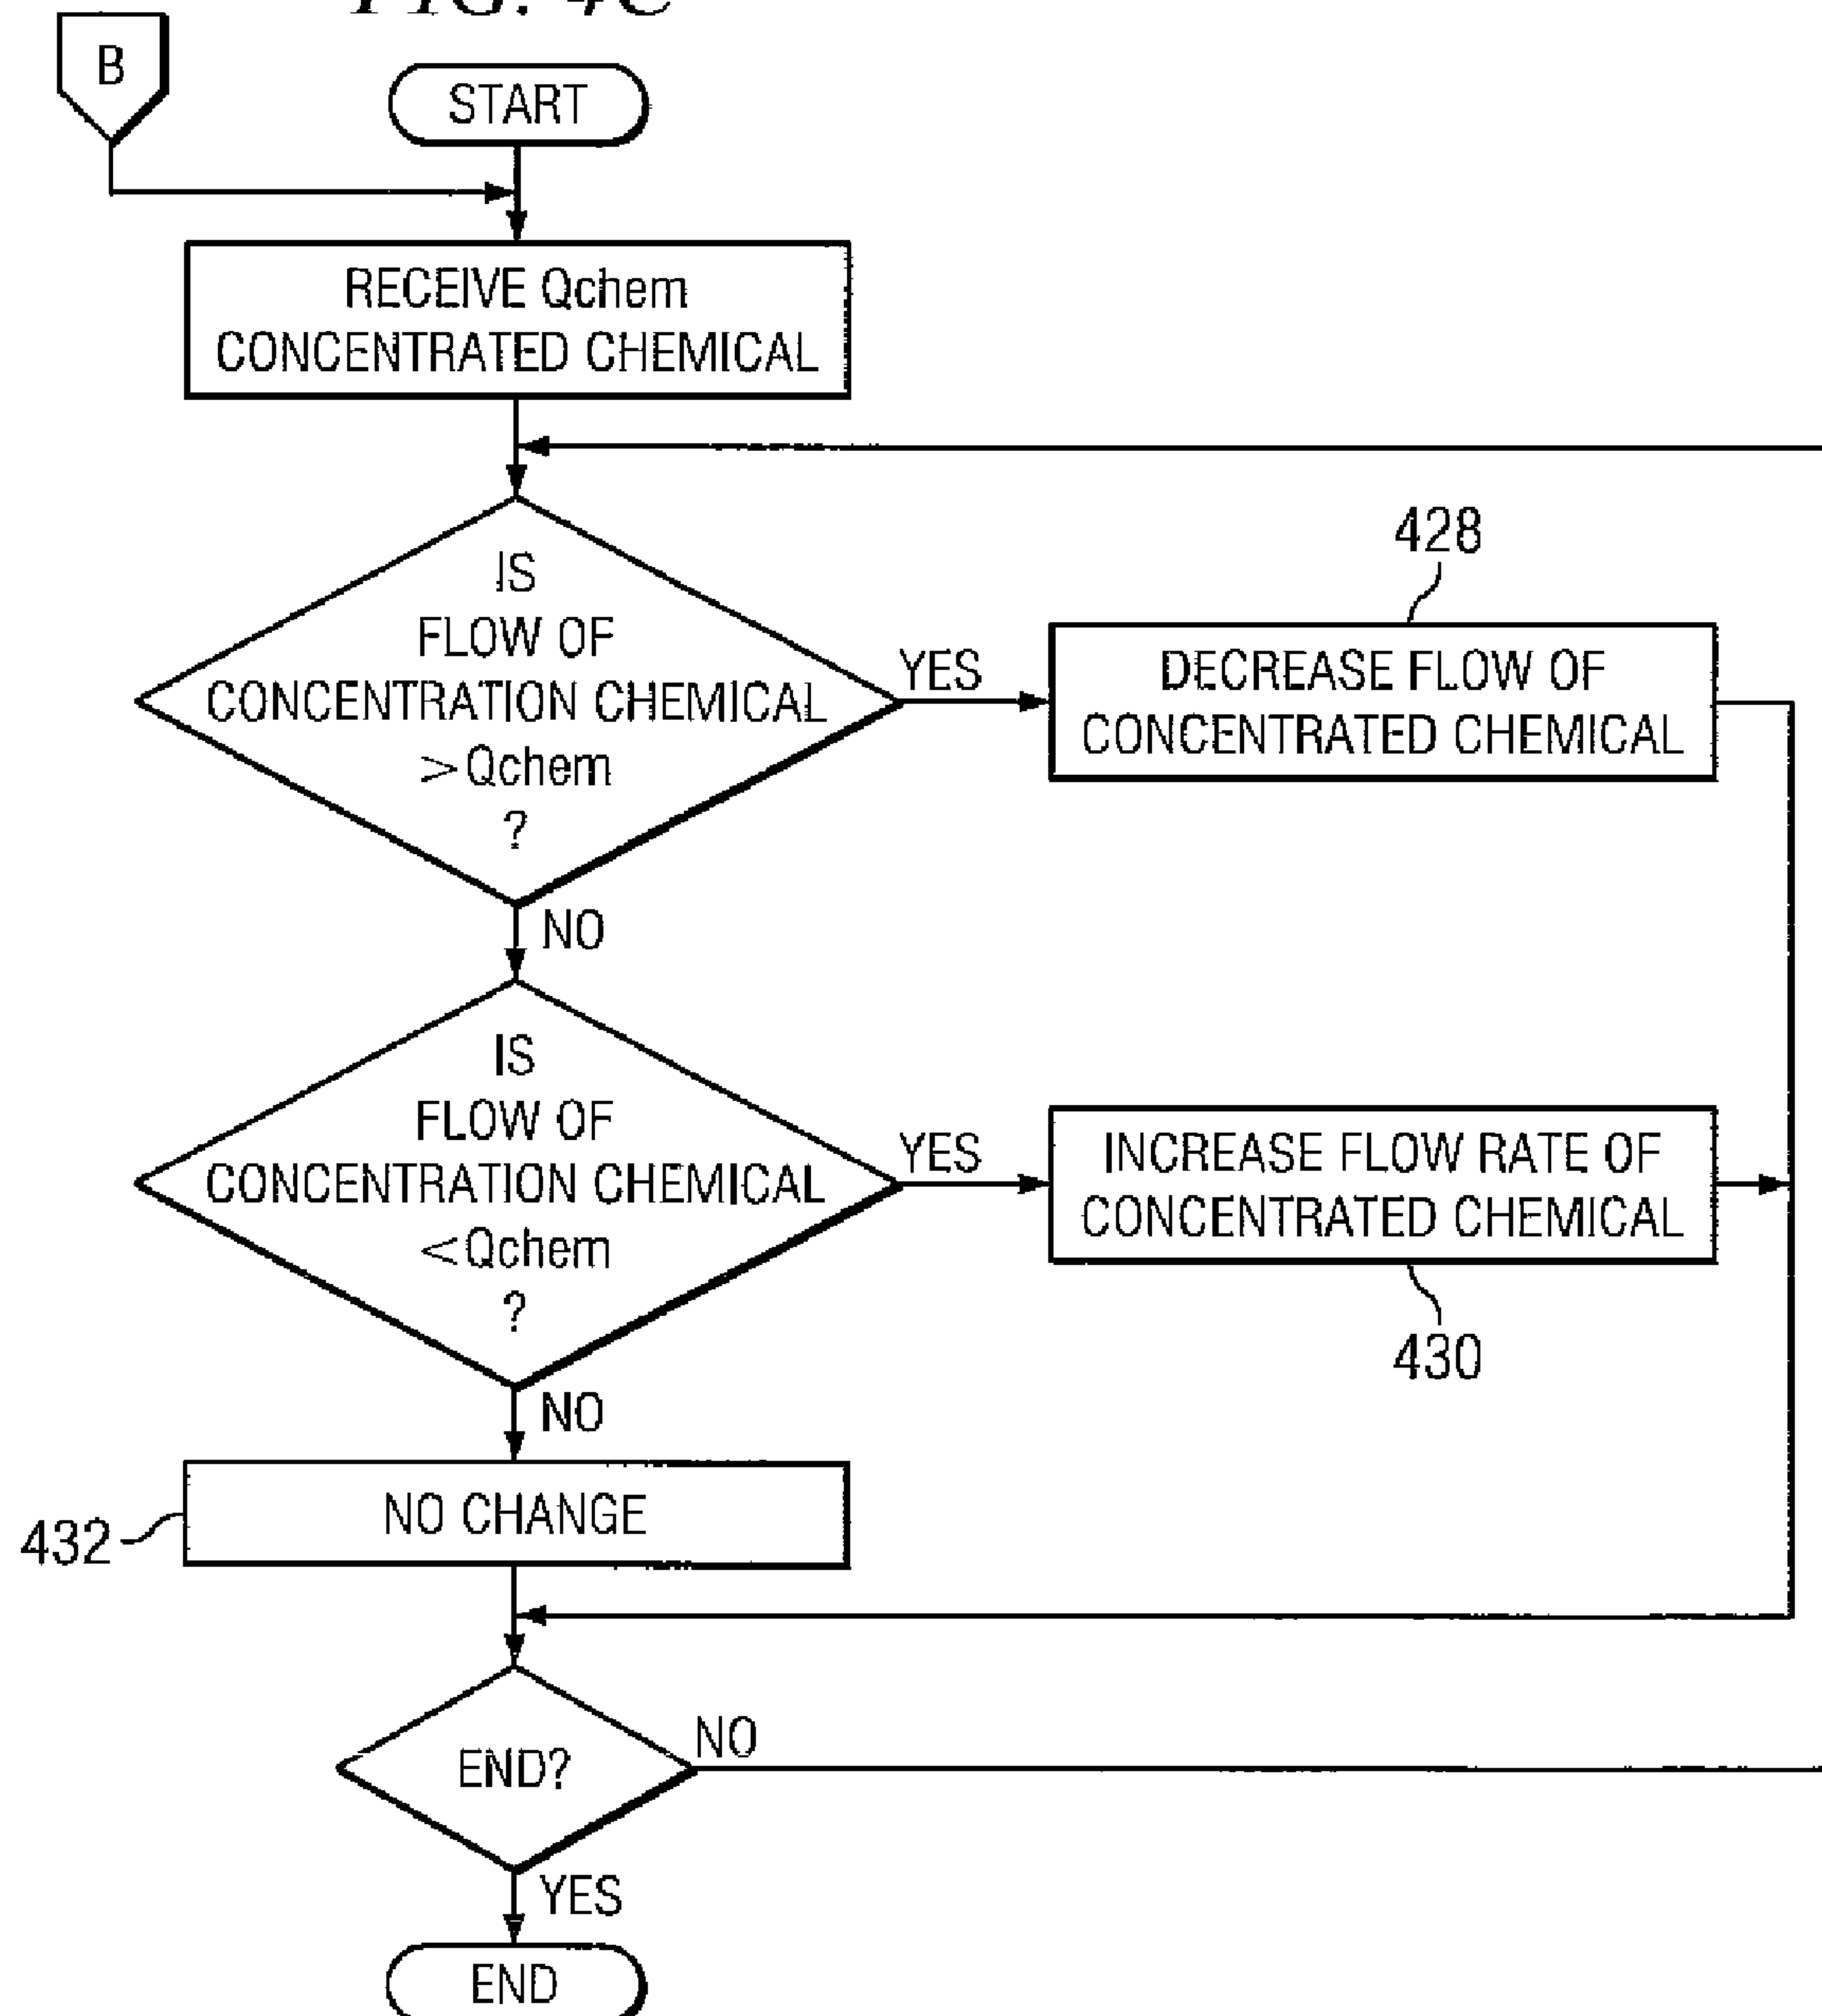 FIG. 4C
B
START
RECEIVE Qchem
CONCENTRATED CHEMICAL
IS
FLOW OF
CONCENTRATION CHEMICAL
>Qchem
?
YES
428
DECREASE FLOW OF
CONCENTRATED CHEMICAL
NO
IS
FLOW OF
CONCENTRATION CHEMICAL
<Qchem
?
YES
INCREASE FLOW RATE OF
CONCENTRATED CHEMICAL
430
NO
432
NO CHANGE
END?
NO
YES
END